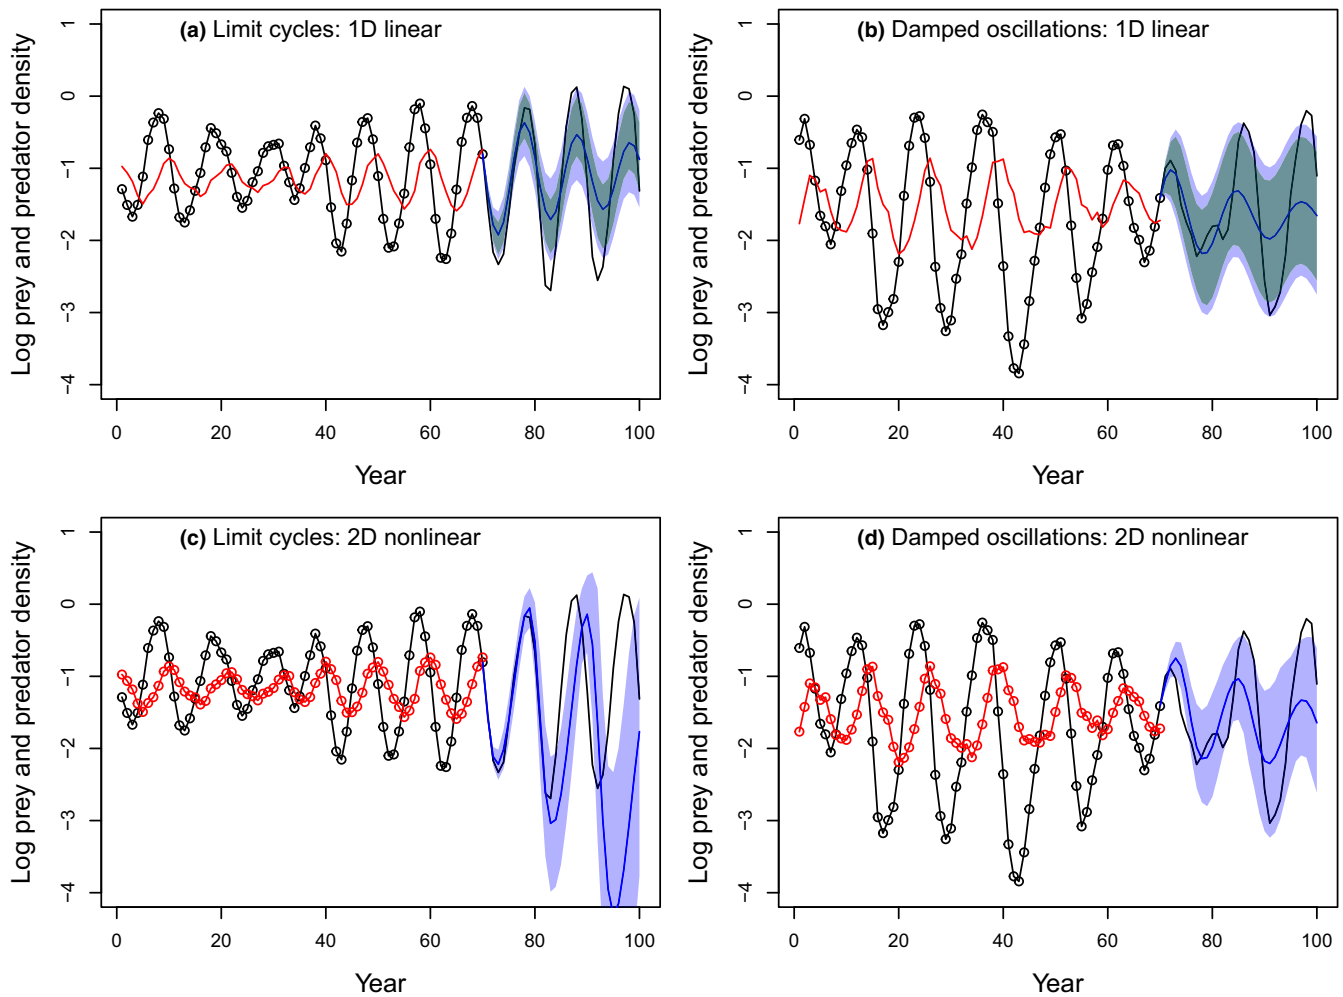 (a) Limit cycles: 1D linear
Log prey and predator density
1
0
−1
−2
−3
−4
0 20 40 60 80 100
Year
(b) Damped oscillations: 1D linear
Log prey and predator density
1
0
−1
−2
−3
−4
0 20 40 60 80 100
Year
(c) Limit cycles: 2D nonlinear
Log prey and predator density
1
0
−1
−2
−3
−4
0 20 40 60 80 100
Year
(d) Damped oscillations: 2D nonlinear
Log prey and predator density
1
0
−1
−2
−3
−4
0 20 40 60 80 100
Year